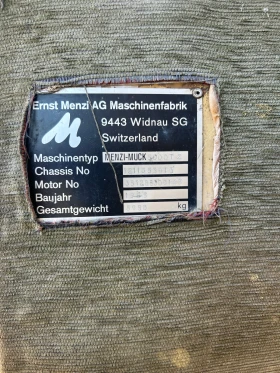 Ernst Menzi AG Maschinenfabrik
M
9443 Widnau SG
Switzerland
Maschinentyp MENZI-MUCK
Chassis No
Motor No
Baujahr
Gesamtgewicht kg